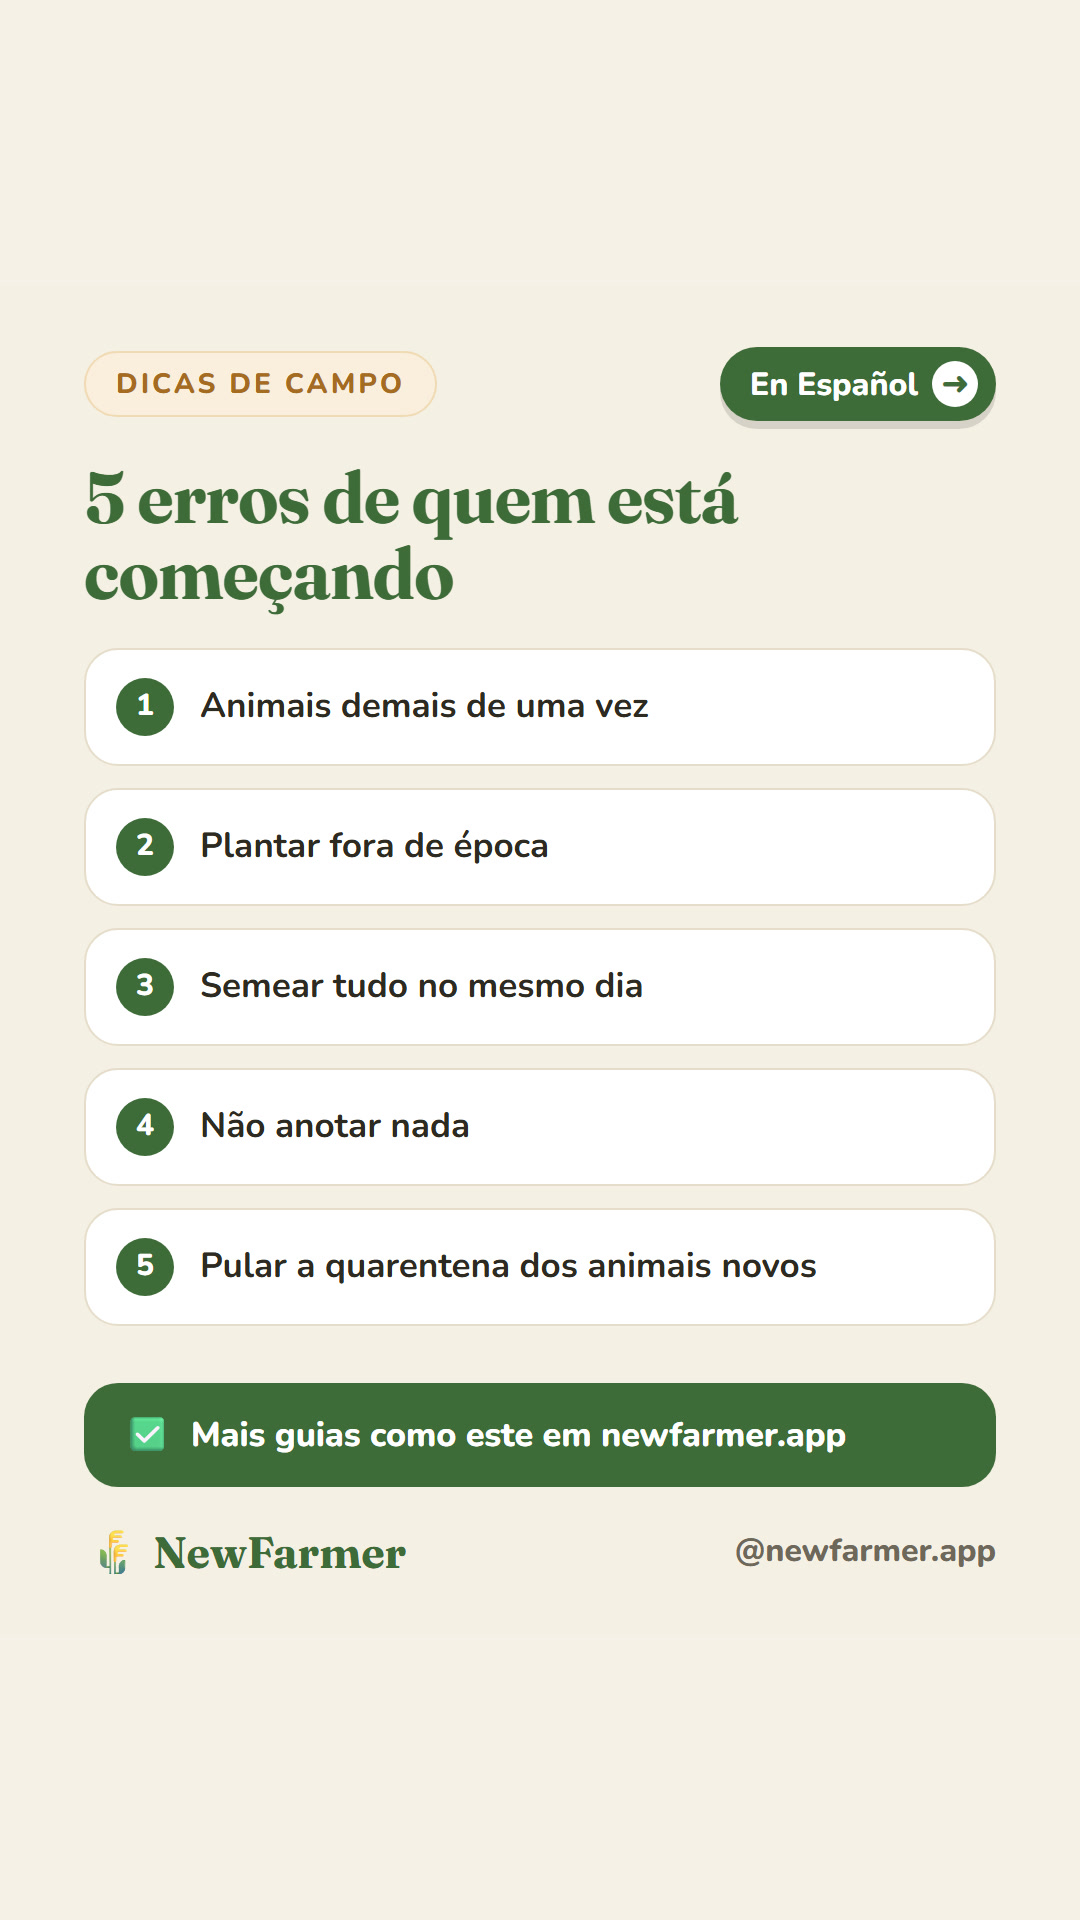 DICAS DE CAMPO
En Español
5 erros de quem está
começando
1 Animais demais de uma vez
2 Plantar fora de época
3 Semear tudo no mesmo dia
4 Não anotar nada
5 Pular a quarentena dos animais novos
Mais guias como este em newfarmer.app
NewFarmer
@newfarmer.app